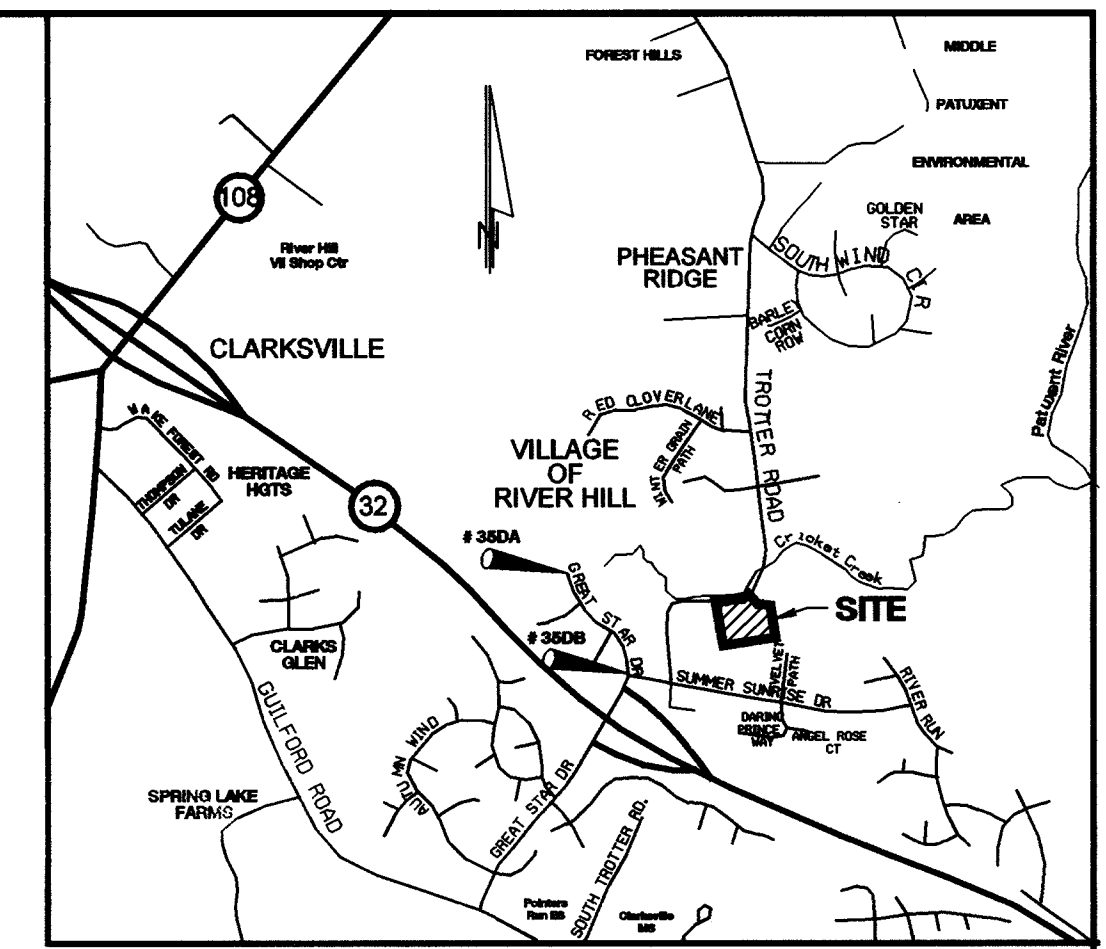 FOREST HILLS
MIDDLE
PATUXENT
ENVIRONMENTAL
AREA
108
River Hill
Vil Shop Ctr
N
GOLDEN
STAR
PHEASANT
RIDGE
SOUTH WIND CIR
BARLEY
CORN
ROW
CLARKSVILLE
Patuxent River
TROTTER ROAD
RED CLOVER LANE
WINTER GRAIN
PATH
WAKE FOREST RD
THOMPSON
DR
TULANE
DR
HERITAGE
HGTS
VILLAGE
OF
RIVER HILL
32
# 35DA
Cricket Creek
GREAT STAR DR
SITE
# 35DB
CLARKS
GLEN
VELVET
PATH
SUMMER SUNRISE DR
RIVER RUN
DARING
PRINCE
WAY
ANGEL ROSE
CT
GUILFORD ROAD
AUTUMN WIND
GREAT STAR DR
SPRING LAKE
FARMS
SOUTH TROTTER RD.
Pointers
Run ES
Clarksville
MS